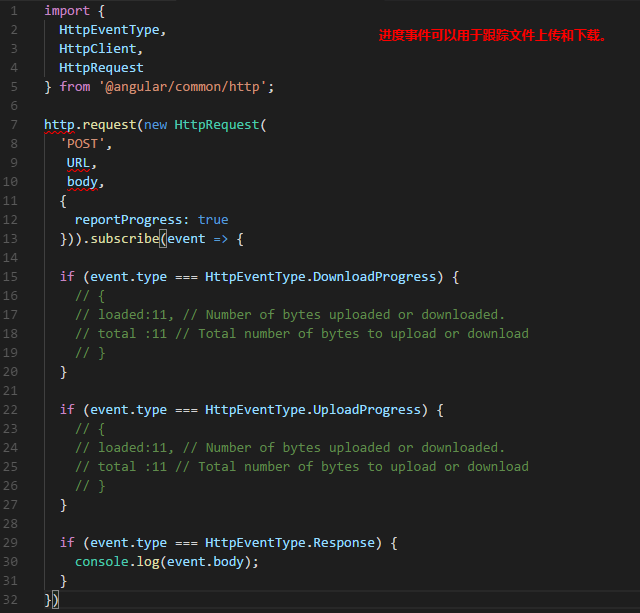 1 import {
2   HttpEventType,
进度事件可以用于跟踪文件上传和下载。
3   HttpClient,
4   HttpRequest
5 } from '@angular/common/http';
6
7 http.request(new HttpRequest(
8   'POST',
9    URL,
10    body,
11   {
12     reportProgress: true
13   })).subscribe(event => {
14
15   if (event.type === HttpEventType.DownloadProgress) {
16     // {
17     // loaded:11, // Number of bytes uploaded or downloaded.
18     // total :11 // Total number of bytes to upload or download
19     // }
20   }
21
22   if (event.type === HttpEventType.UploadProgress) {
23     // {
24     // loaded:11, // Number of bytes uploaded or downloaded.
25     // total :11 // Total number of bytes to upload or download
26     // }
27   }
28
29   if (event.type === HttpEventType.Response) {
30     console.log(event.body);
31   }
32 })